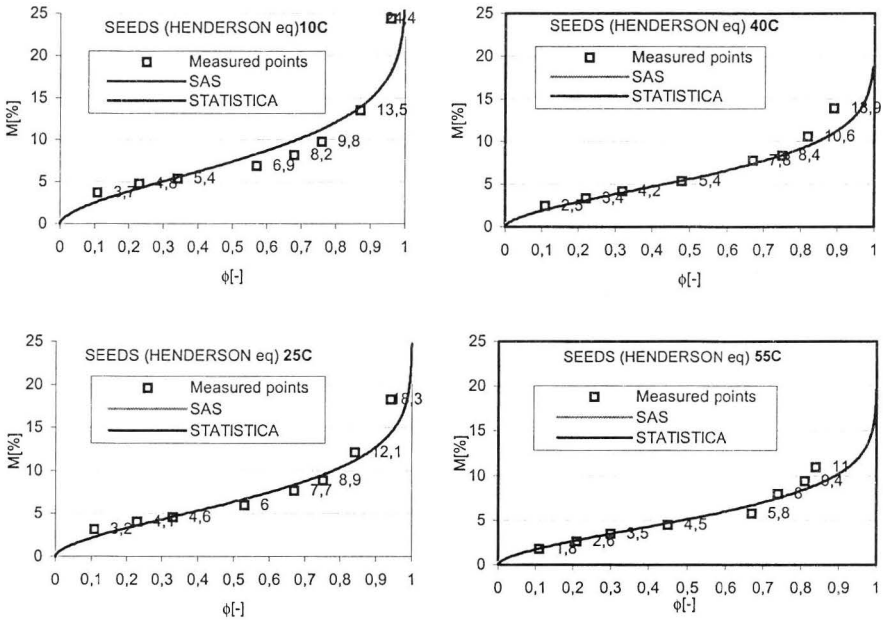 SEEDS (HENDERSON eq)10C
Measured points
SAS
STATISTICA
M[%]
25
20
15
10
5
0
24,4
13,5
9,8
8,2
6,9
5,4
4,8
3,7
0 0,1 0,2 0,3 0,4 0,5 0,6 0,7 0,8 0,9 1
ϕ[-]
SEEDS (HENDERSON eq) 40C
Measured points
SAS
STATISTICA
M[%]
25
20
15
10
5
0
13,9
10,6
8,4
7,8
5,4
4,2
3,4
2,5
0 0,1 0,2 0,3 0,4 0,5 0,6 0,7 0,8 0,9 1
ϕ[-]
SEEDS (HENDERSON eq) 25C
Measured points
SAS
STATISTICA
M[%]
25
20
15
10
5
0
18,3
12,1
8,9
7,7
6
4,6
4,1
3,2
0 0,1 0,2 0,3 0,4 0,5 0,6 0,7 0,8 0,9 1
ϕ[-]
SEEDS (HENDERSON eq) 55C
Measured points
SAS
STATISTICA
M[%]
25
20
15
10
5
0
11
9,4
8
5,8
4,5
3,5
2,6
1,8
0 0,1 0,2 0,3 0,4 0,5 0,6 0,7 0,8 0,9 1
ϕ[-]